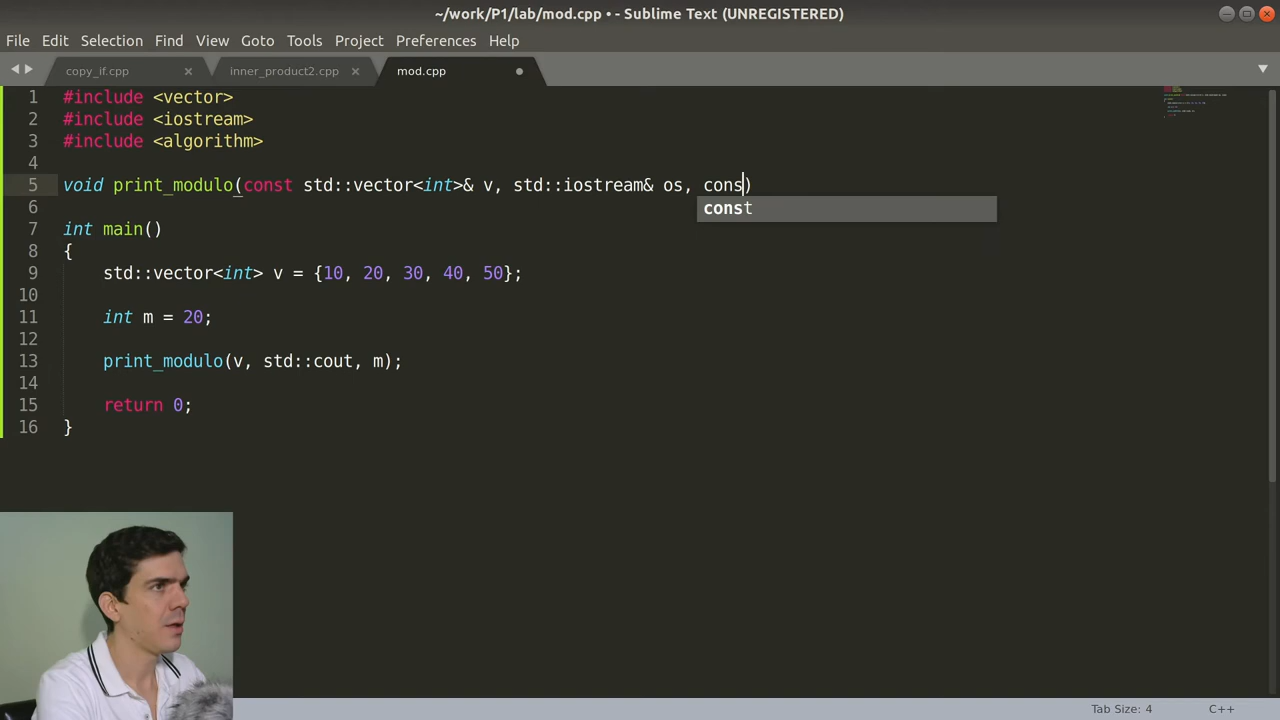 ~/work/P1/lab/mod.cpp • - Sublime Text (UNREGISTERED)
File Edit Selection Find View Goto Tools Project Preferences Help
copy_if.cpp inner_product2.cpp mod.cpp
1 #include <vector>
2 #include <iostream>
3 #include <algorithm>
4
5 void print_modulo(const std::vector<int>& v, std::iostream& os, cons)
const
6
7 int main()
8 {
9 std::vector<int> v = {10, 20, 30, 40, 50};
10
11 int m = 20;
12
13 print_modulo(v, std::cout, m);
14
15 return 0;
16 }
Tab Size: 4 C++